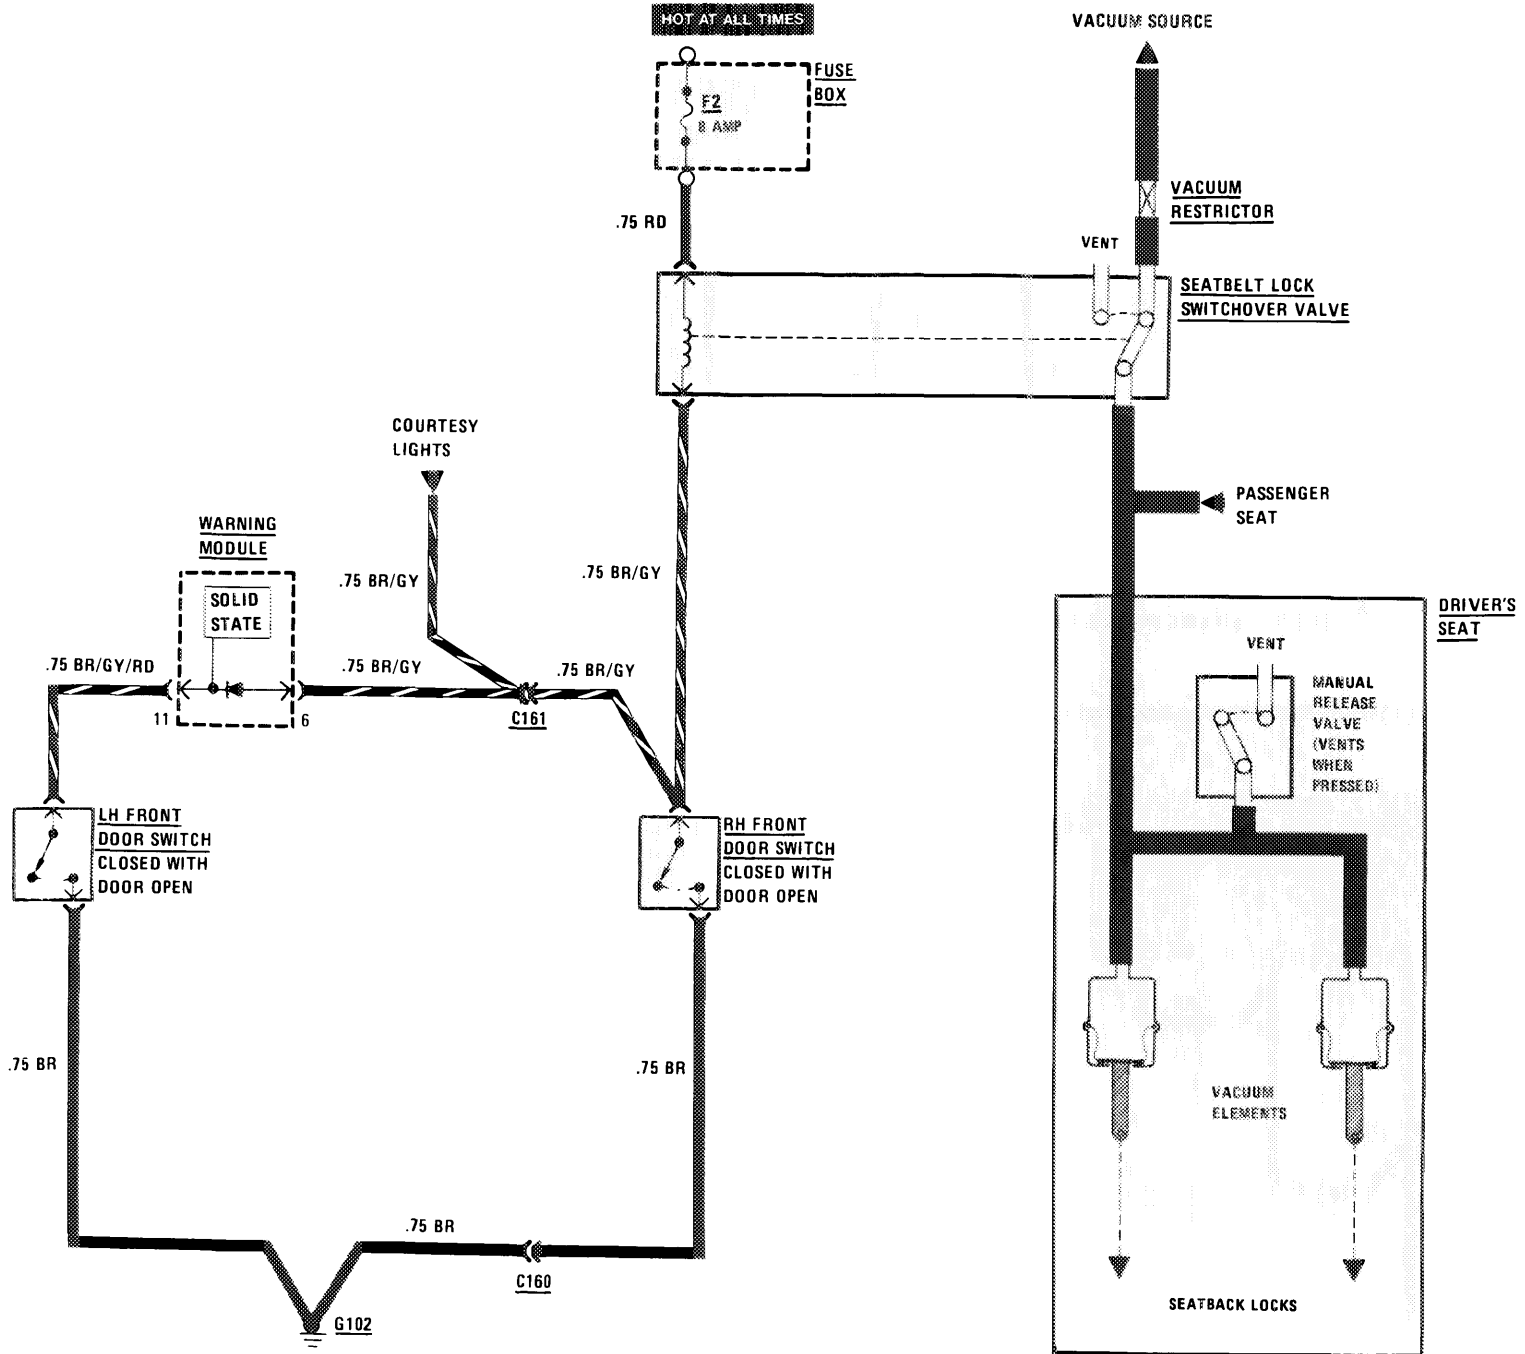 HOT AT ALL TIMES
VACUUM SOURCE
FUSE
BOX
F2
8 AMP
VACUUM
RESTRICTOR
.75 RD
VENT
SEATBELT LOCK
SWITCHOVER VALVE
COURTESY
LIGHTS
PASSENGER
SEAT
WARNING
MODULE
.75 BR/GY
.75 BR/GY
SOLID
STATE
DRIVER'S
SEAT
VENT
.75 BR/GY/RD
.75 BR/GY
.75 BR/GY
MANUAL
RELEASE
VALVE
(VENTS
WHEN
PRESSED)
11
6
C161
LH FRONT
DOOR SWITCH
CLOSED WITH
DOOR OPEN
RH FRONT
DOOR SWITCH
CLOSED WITH
DOOR OPEN
.75 BR
.75 BR
VACUUM
ELEMENTS
.75 BR
C160
SEATBACK LOCKS
G102